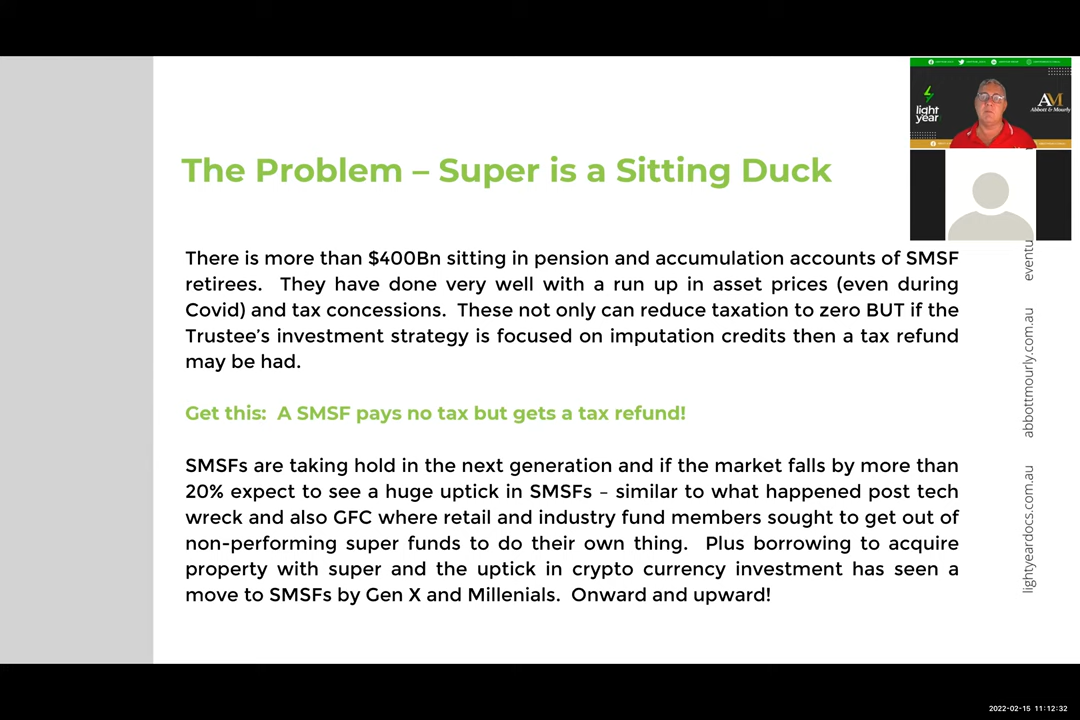 The Problem – Super is a Sitting Duck
There is more than $400Bn sitting in pension and accumulation accounts of SMSF
retirees. They have done very well with a run up in asset prices (even during
Covid) and tax concessions. These not only can reduce taxation to zero BUT if the
Trustee's investment strategy is focused on imputation credits then a tax refund
may be had.
Get this: A SMSF pays no tax but gets a tax refund!
SMSFs are taking hold in the next generation and if the market falls by more than
20% expect to see a huge uptick in SMSFs – similar to what happened post tech
wreck and also GFC where retail and industry fund members sought to get out of
non-performing super funds to do their own thing. Plus borrowing to acquire
property with super and the uptick in crypto currency investment has seen a
move to SMSFs by Gen X and Millenials. Onward and upward!
light
year
AM
Abbott & Mourly
lightyeardocs.com.au abbottmourly.com.au eventu
2022-02-15 11:12:32